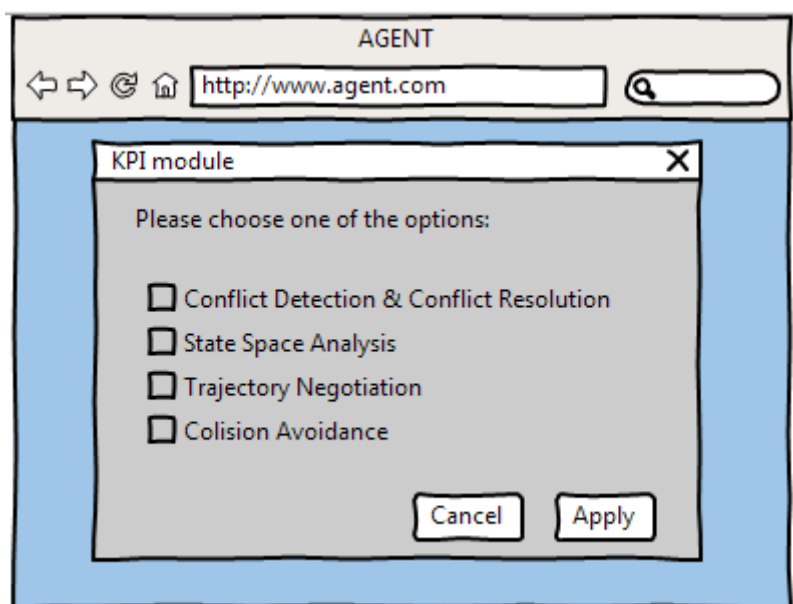 AGENT
http://www.agent.com
KPI module
Please choose one of the options:
Conflict Detection & Conflict Resolution
State Space Analysis
Trajectory Negotiation
Colision Avoidance
Cancel Apply